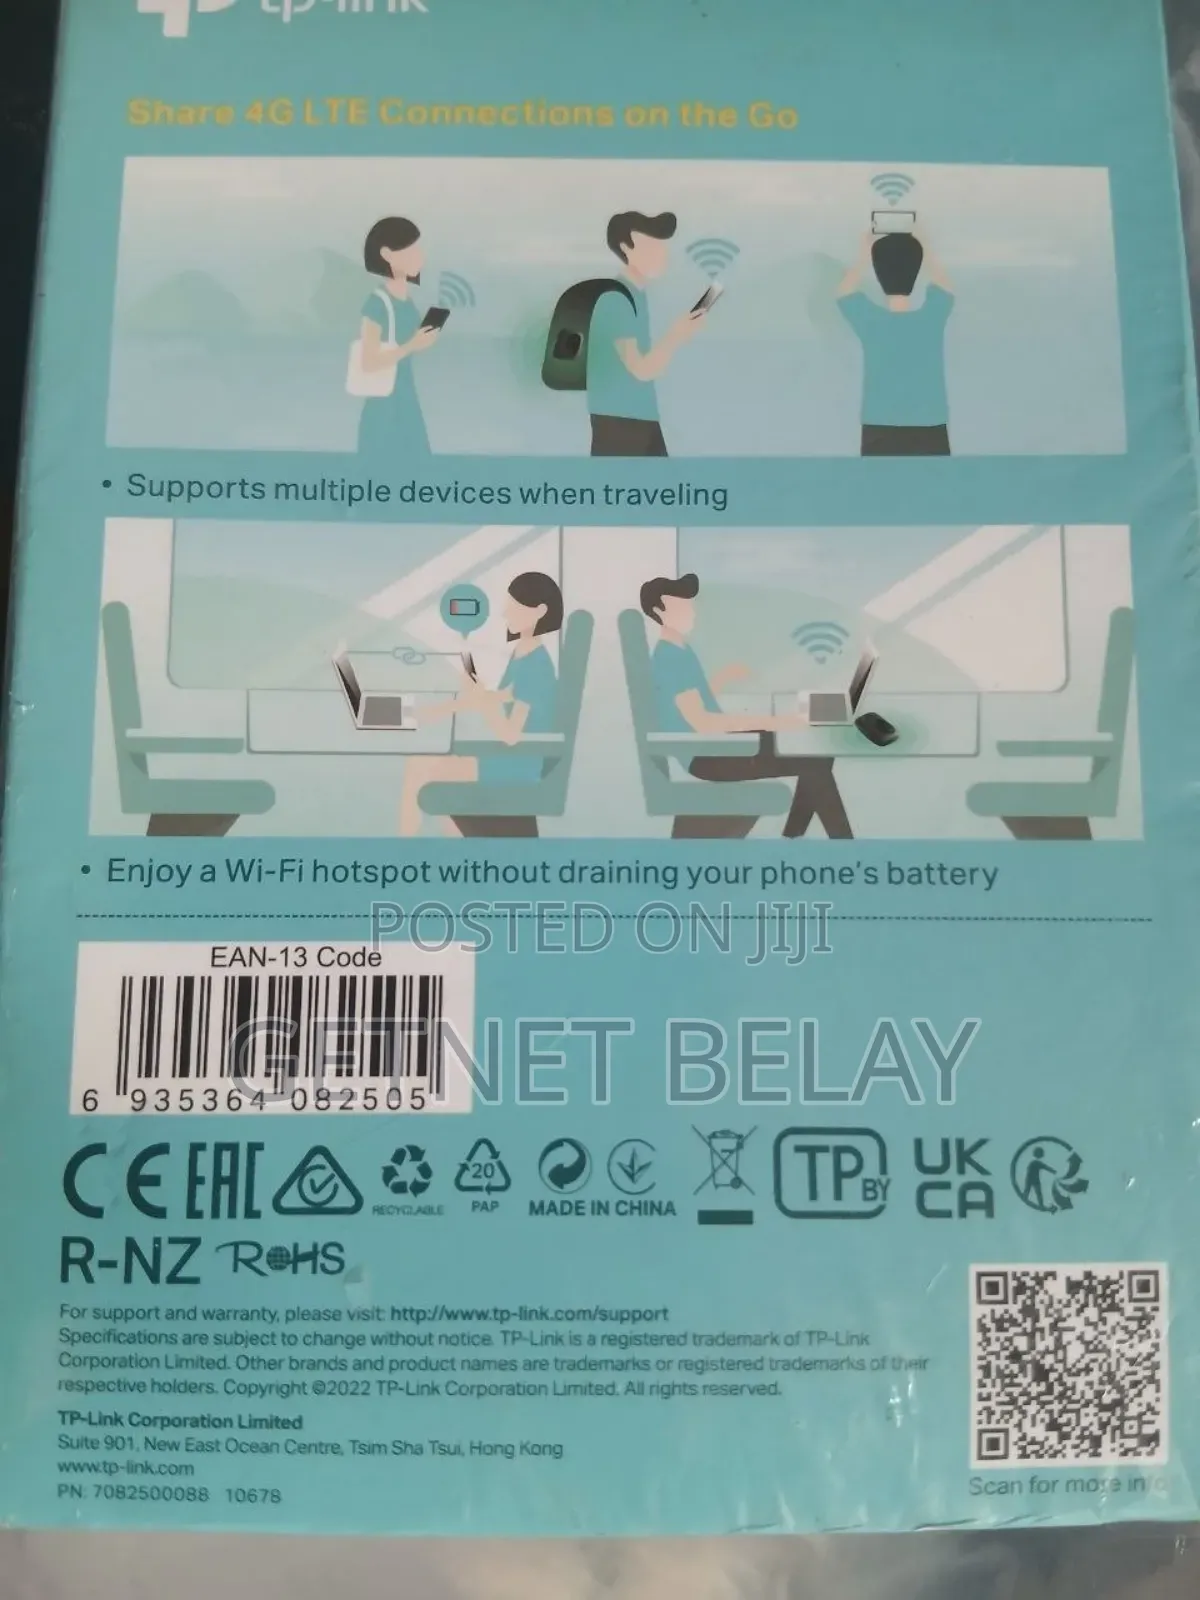 tp-link
Share 4G LTE Connections on the Go
• Supports multiple devices when traveling
• Enjoy a Wi-Fi hotspot without draining your phone's battery
POSTED ON JIJI
EAN-13 Code
GETNET BELAY
6 935364 082505
CE EAC RECYCLABLE 20 PAP MADE IN CHINA TP BY UK CA
R-NZ RoHS
For support and warranty, please visit: http://www.tp-link.com/support
Specifications are subject to change without notice. TP-Link is a registered trademark of TP-Link
Corporation Limited. Other brands and product names are trademarks or registered trademarks of their
respective holders. Copyright ©2022 TP-Link Corporation Limited. All rights reserved.
TP-Link Corporation Limited
Suite 901, New East Ocean Centre, Tsim Sha Tsui, Hong Kong
www.tp-link.com
PN: 7082500088 10678
Scan for more info